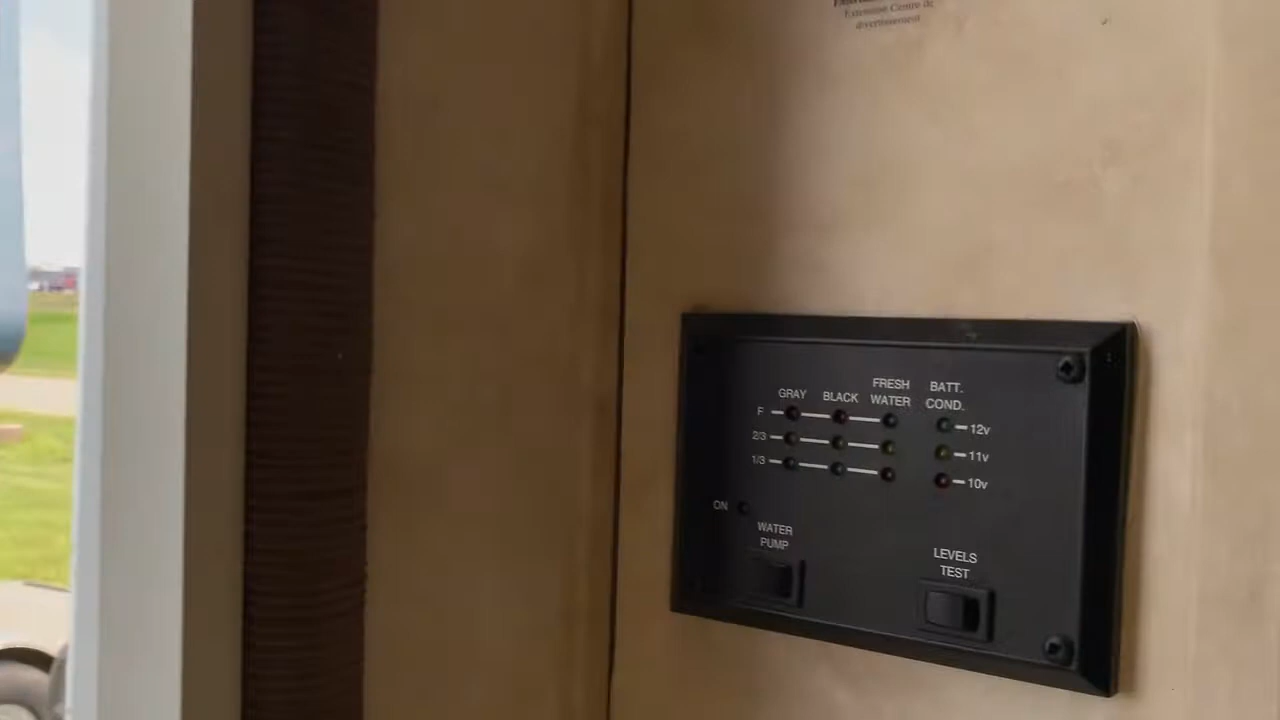 Extension Centre de
divertissement
GRAY BLACK FRESH WATER BATT. COND.
F 12v
2/3 11v
1/3 10v
ON
WATER
PUMP
LEVELS
TEST